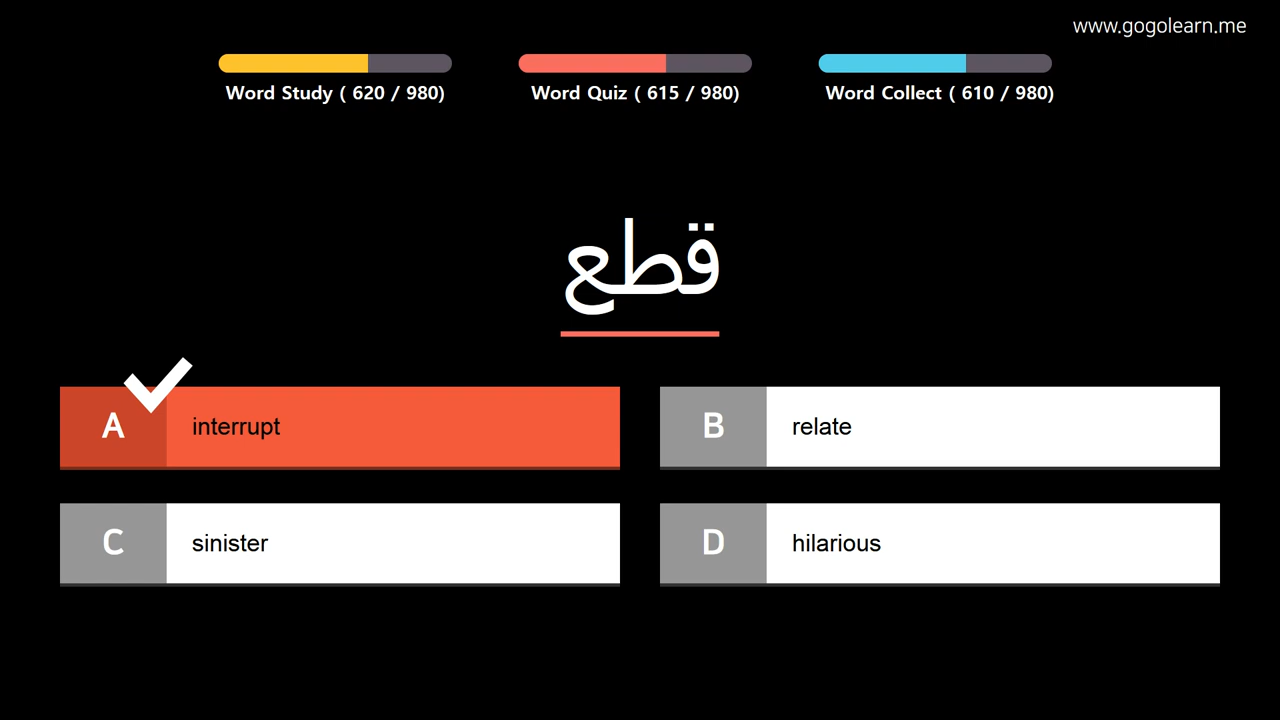 www.gogolearn.me
Word Study ( 620 / 980)
Word Quiz ( 615 / 980)
Word Collect ( 610 / 980)
قطع
A interrupt
B relate
C sinister
D hilarious